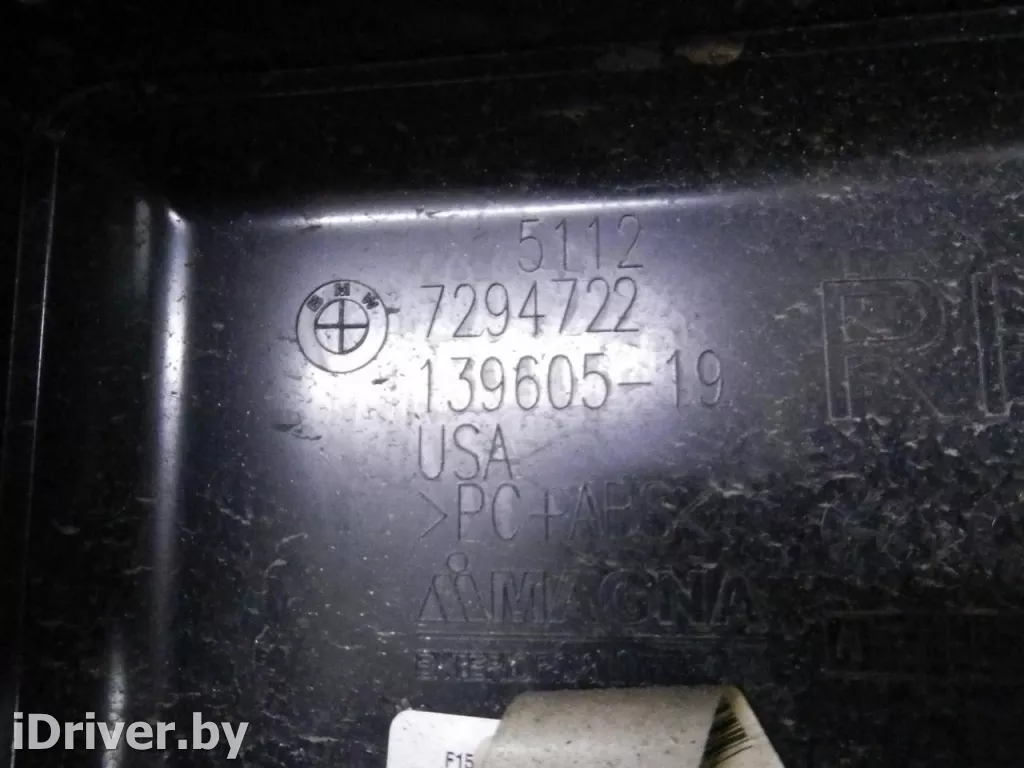 5112
BMW
7294722
139605-19
USA
>PC+ABS<
MAGNA
F15
iDriver.by